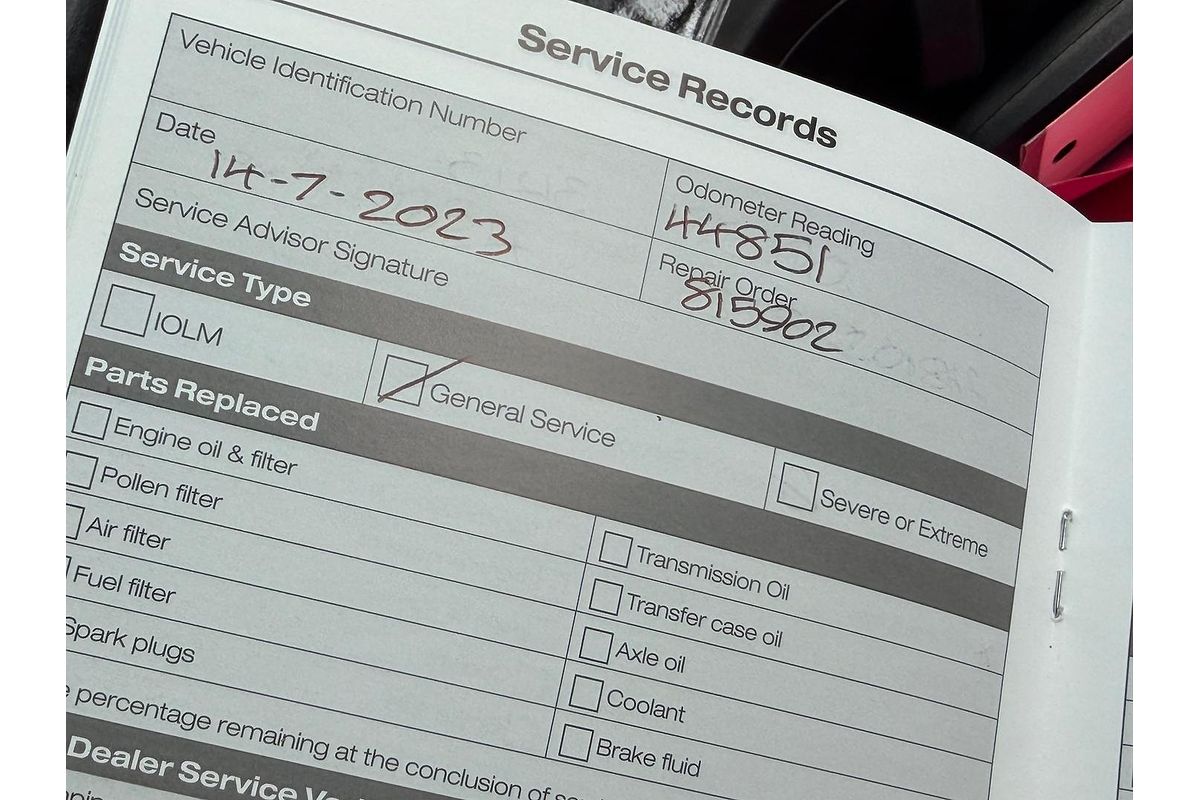 Service Records
Vehicle Identification Number
Odometer Reading
44851
Date
14-7-2023
Repair Order
815902
Service Advisor Signature
Service Type
IOLM
General Service
Severe or Extreme
Parts Replaced
Engine oil & filter
Transmission Oil
Pollen filter
Transfer case oil
Air filter
Axle oil
Fuel filter
Coolant
Spark plugs
Brake fluid
percentage remaining at the conclusion of
Dealer Service